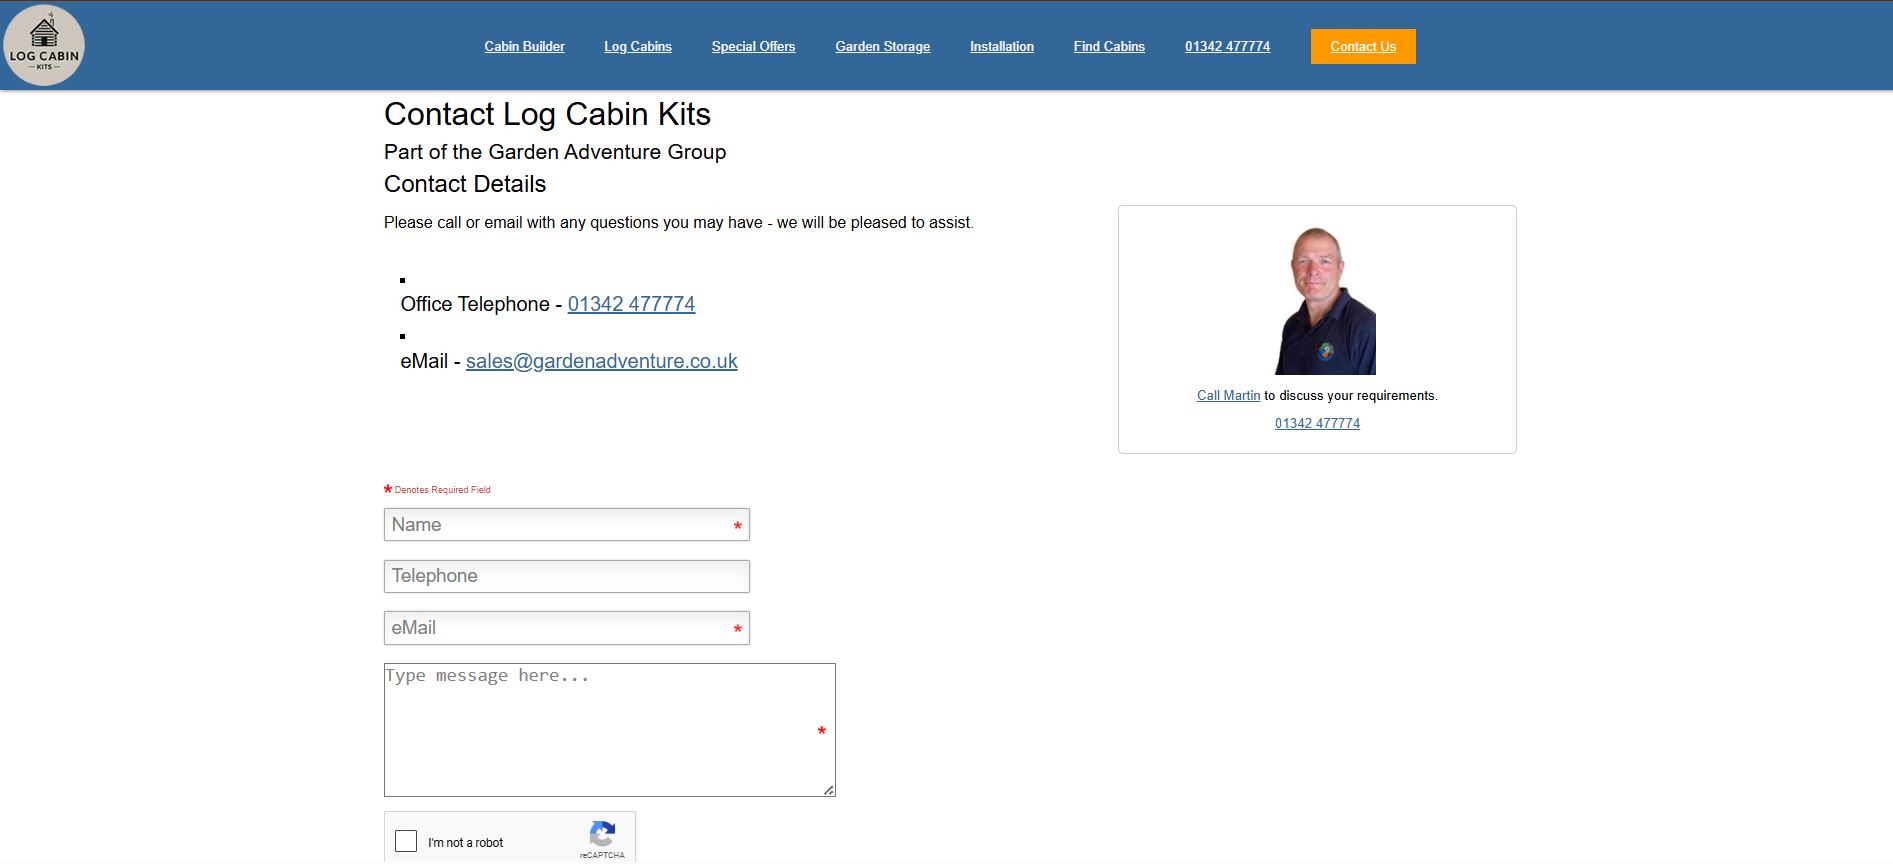 LOG CABIN
KITS
Cabin Builder
Log Cabins
Special Offers
Garden Storage
Installation
Find Cabins
01342 477774
Contact Us
Contact Log Cabin Kits
Part of the Garden Adventure Group
Contact Details
Please call or email with any questions you may have - we will be pleased to assist.
Office Telephone - 01342 477774
eMail - sales@gardenadventure.co.uk
Call Martin to discuss your requirements.
01342 477774
* Denotes Required Field
Name *
Telephone
eMail *
Type message here...
*
I'm not a robot
reCAPTCHA